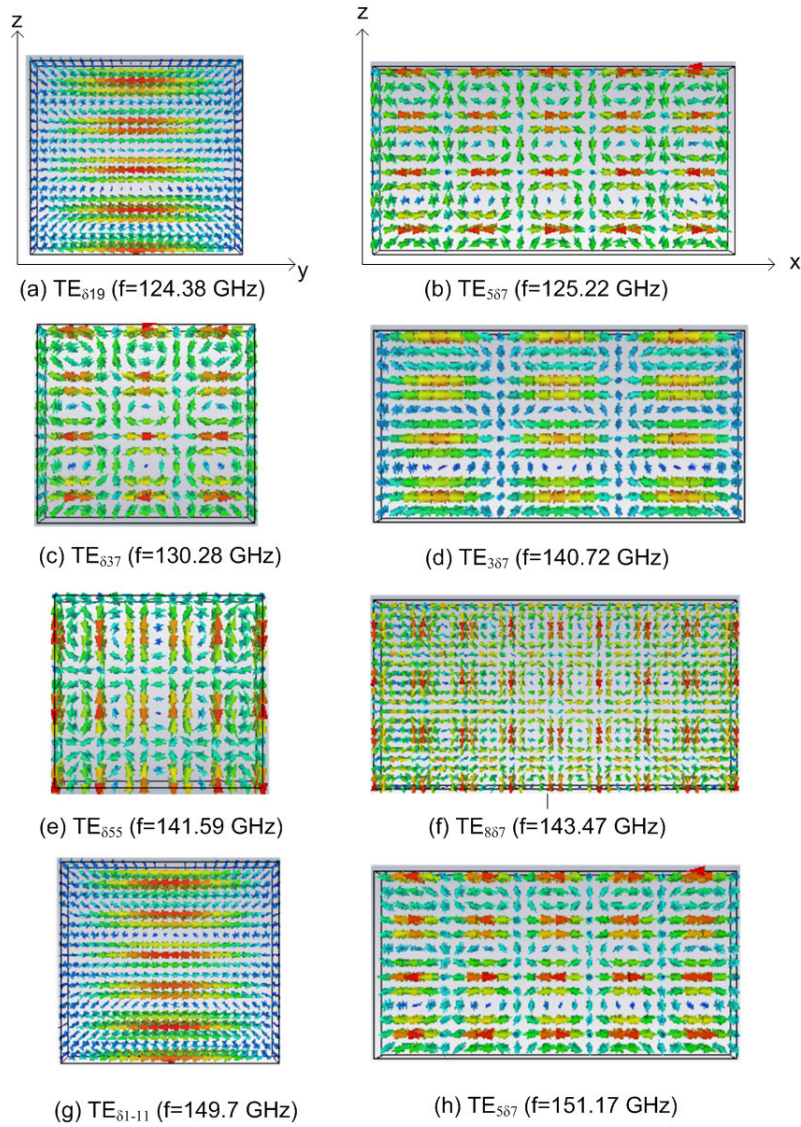 z
z
y
x
(a) TEδ19 (f=124.38 GHz)
(b) TE5δ7 (f=125.22 GHz)
(c) TEδ37 (f=130.28 GHz)
(d) TE3δ7 (f=140.72 GHz)
(e) TEδ55 (f=141.59 GHz)
(f) TE8δ7 (f=143.47 GHz)
(g) TEδ1-11 (f=149.7 GHz)
(h) TE5δ7 (f=151.17 GHz)